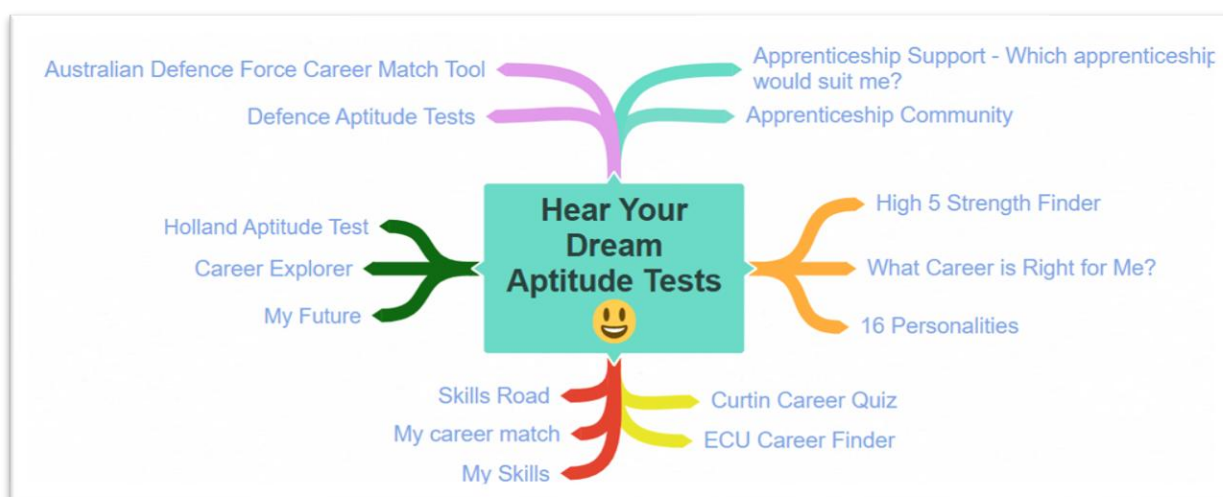 Australian Defence Force Career Match Tool
Defence Aptitude Tests
Apprenticeship Support - Which apprenticeship
would suit me?
Apprenticeship Community
Hear Your
Dream
Aptitude Tests
Holland Aptitude Test
Career Explorer
My Future
High 5 Strength Finder
What Career is Right for Me?
16 Personalities
Skills Road
My career match
My Skills
Curtin Career Quiz
ECU Career Finder